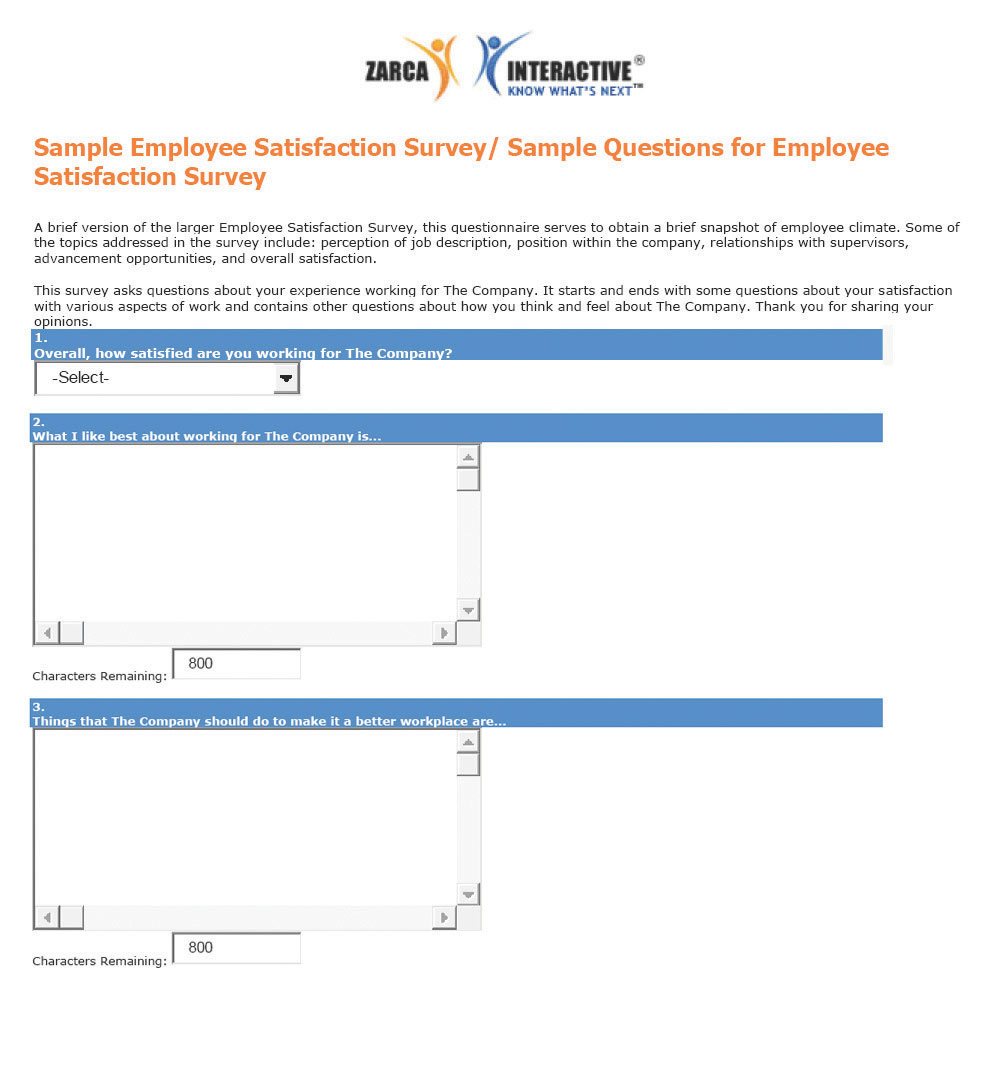 ZARCA INTERACTIVE®
KNOW WHAT'S NEXT™
Sample Employee Satisfaction Survey/ Sample Questions for Employee
Satisfaction Survey
A brief version of the larger Employee Satisfaction Survey, this questionnaire serves to obtain a brief snapshot of employee climate. Some of
the topics addressed in the survey include: perception of job description, position within the company, relationships with supervisors,
advancement opportunities, and overall satisfaction.
This survey asks questions about your experience working for The Company. It starts and ends with some questions about your satisfaction
with various aspects of work and contains other questions about how you think and feel about The Company. Thank you for sharing your
opinions.
1.
Overall, how satisfied are you working for The Company?
-Select-
2.
What I like best about working for The Company is...
Characters Remaining: 800
3.
Things that The Company should do to make it a better workplace are...
Characters Remaining: 800